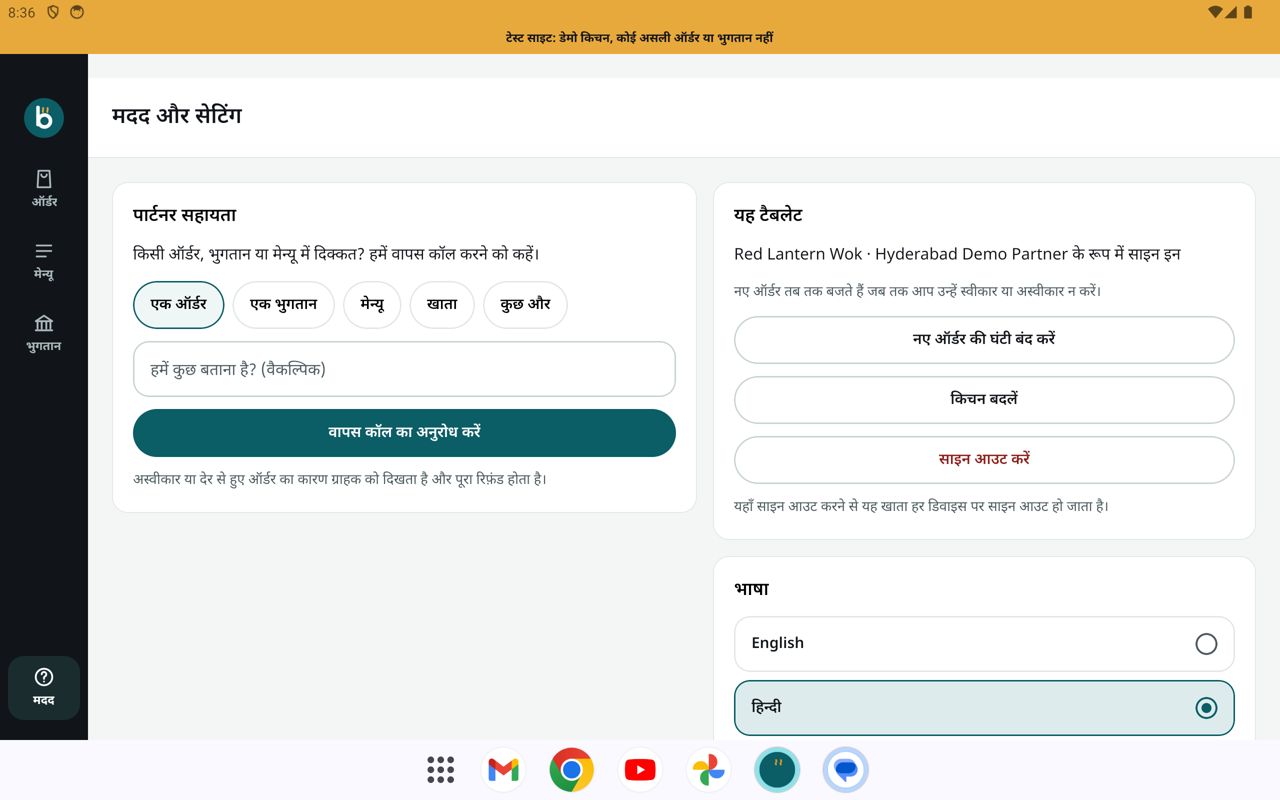 8:36
टेस्ट साइट: डेमो किचन, कोई असली ऑर्डर या भुगतान नहीं
b
ऑर्डर
मेन्यू
भुगतान
मदद
मदद और सेटिंग
पार्टनर सहायता
किसी ऑर्डर, भुगतान या मेन्यू में दिक्कत? हमें वापस कॉल करने को कहें।
एक ऑर्डर
एक भुगतान
मेन्यू
खाता
कुछ और
हमें कुछ बताना है? (वैकल्पिक)
वापस कॉल का अनुरोध करें
अस्वीकार या देर से हुए ऑर्डर का कारण ग्राहक को दिखता है और पूरा रिफ़ंड होता है।
यह टैबलेट
Red Lantern Wok · Hyderabad Demo Partner के रूप में साइन इन
नए ऑर्डर तब तक बजते हैं जब तक आप उन्हें स्वीकार या अस्वीकार न करें।
नए ऑर्डर की घंटी बंद करें
किचन बदलें
साइन आउट करें
यहाँ साइन आउट करने से यह खाता हर डिवाइस पर साइन आउट हो जाता है।
भाषा
English
हिन्दी